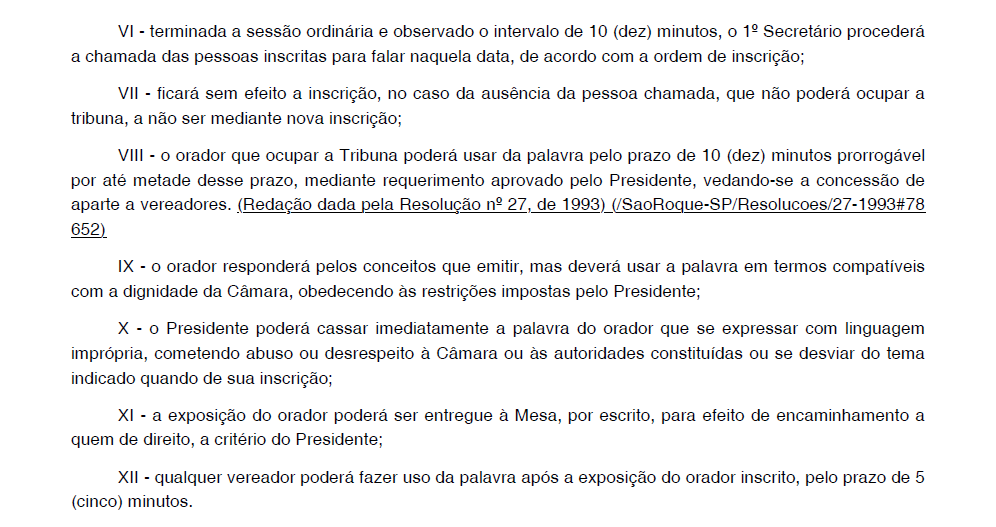 VI - terminada a sessão ordinária e observado o intervalo de 10 (dez) minutos, o 1º Secretário procederá
a chamada das pessoas inscritas para falar naquela data, de acordo com a ordem de inscrição;
VII - ficará sem efeito a inscrição, no caso da ausência da pessoa chamada, que não poderá ocupar a
tribuna, a não ser mediante nova inscrição;
VIII - o orador que ocupar a Tribuna poderá usar da palavra pelo prazo de 10 (dez) minutos prorrogável
por até metade desse prazo, mediante requerimento aprovado pelo Presidente, vedando-se a concessão de
aparte a vereadores. (Redação dada pela Resolução nº 27, de 1993) (/SaoRoque-SP/Resolucoes/27-1993#78
652)
IX - o orador responderá pelos conceitos que emitir, mas deverá usar a palavra em termos compatíveis
com a dignidade da Câmara, obedecendo às restrições impostas pelo Presidente;
X - o Presidente poderá cassar imediatamente a palavra do orador que se expressar com linguagem
imprópria, cometendo abuso ou desrespeito à Câmara ou às autoridades constituídas ou se desviar do tema
indicado quando de sua inscrição;
XI - a exposição do orador poderá ser entregue à Mesa, por escrito, para efeito de encaminhamento a
quem de direito, a critério do Presidente;
XII - qualquer vereador poderá fazer uso da palavra após a exposição do orador inscrito, pelo prazo de 5
(cinco) minutos.